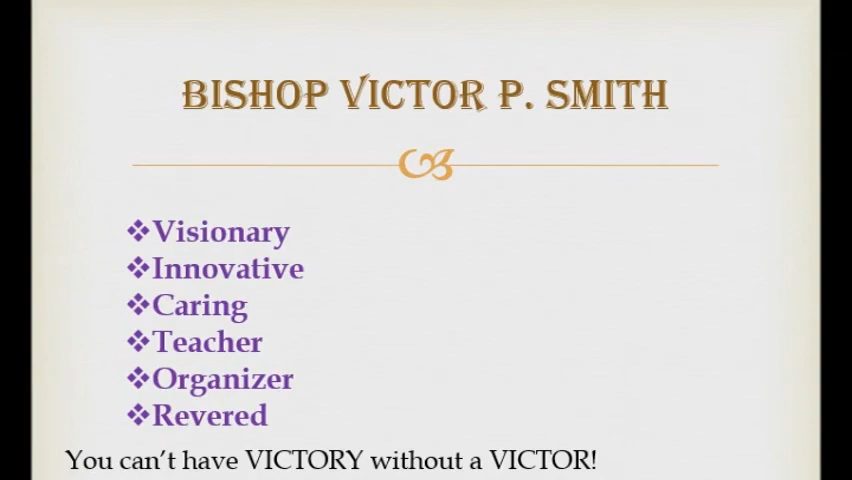 BISHOP VICTOR P. SMITH
❖Visionary
❖Innovative
❖Caring
❖Teacher
❖Organizer
❖Revered
You can’t have VICTORY without a VICTOR!